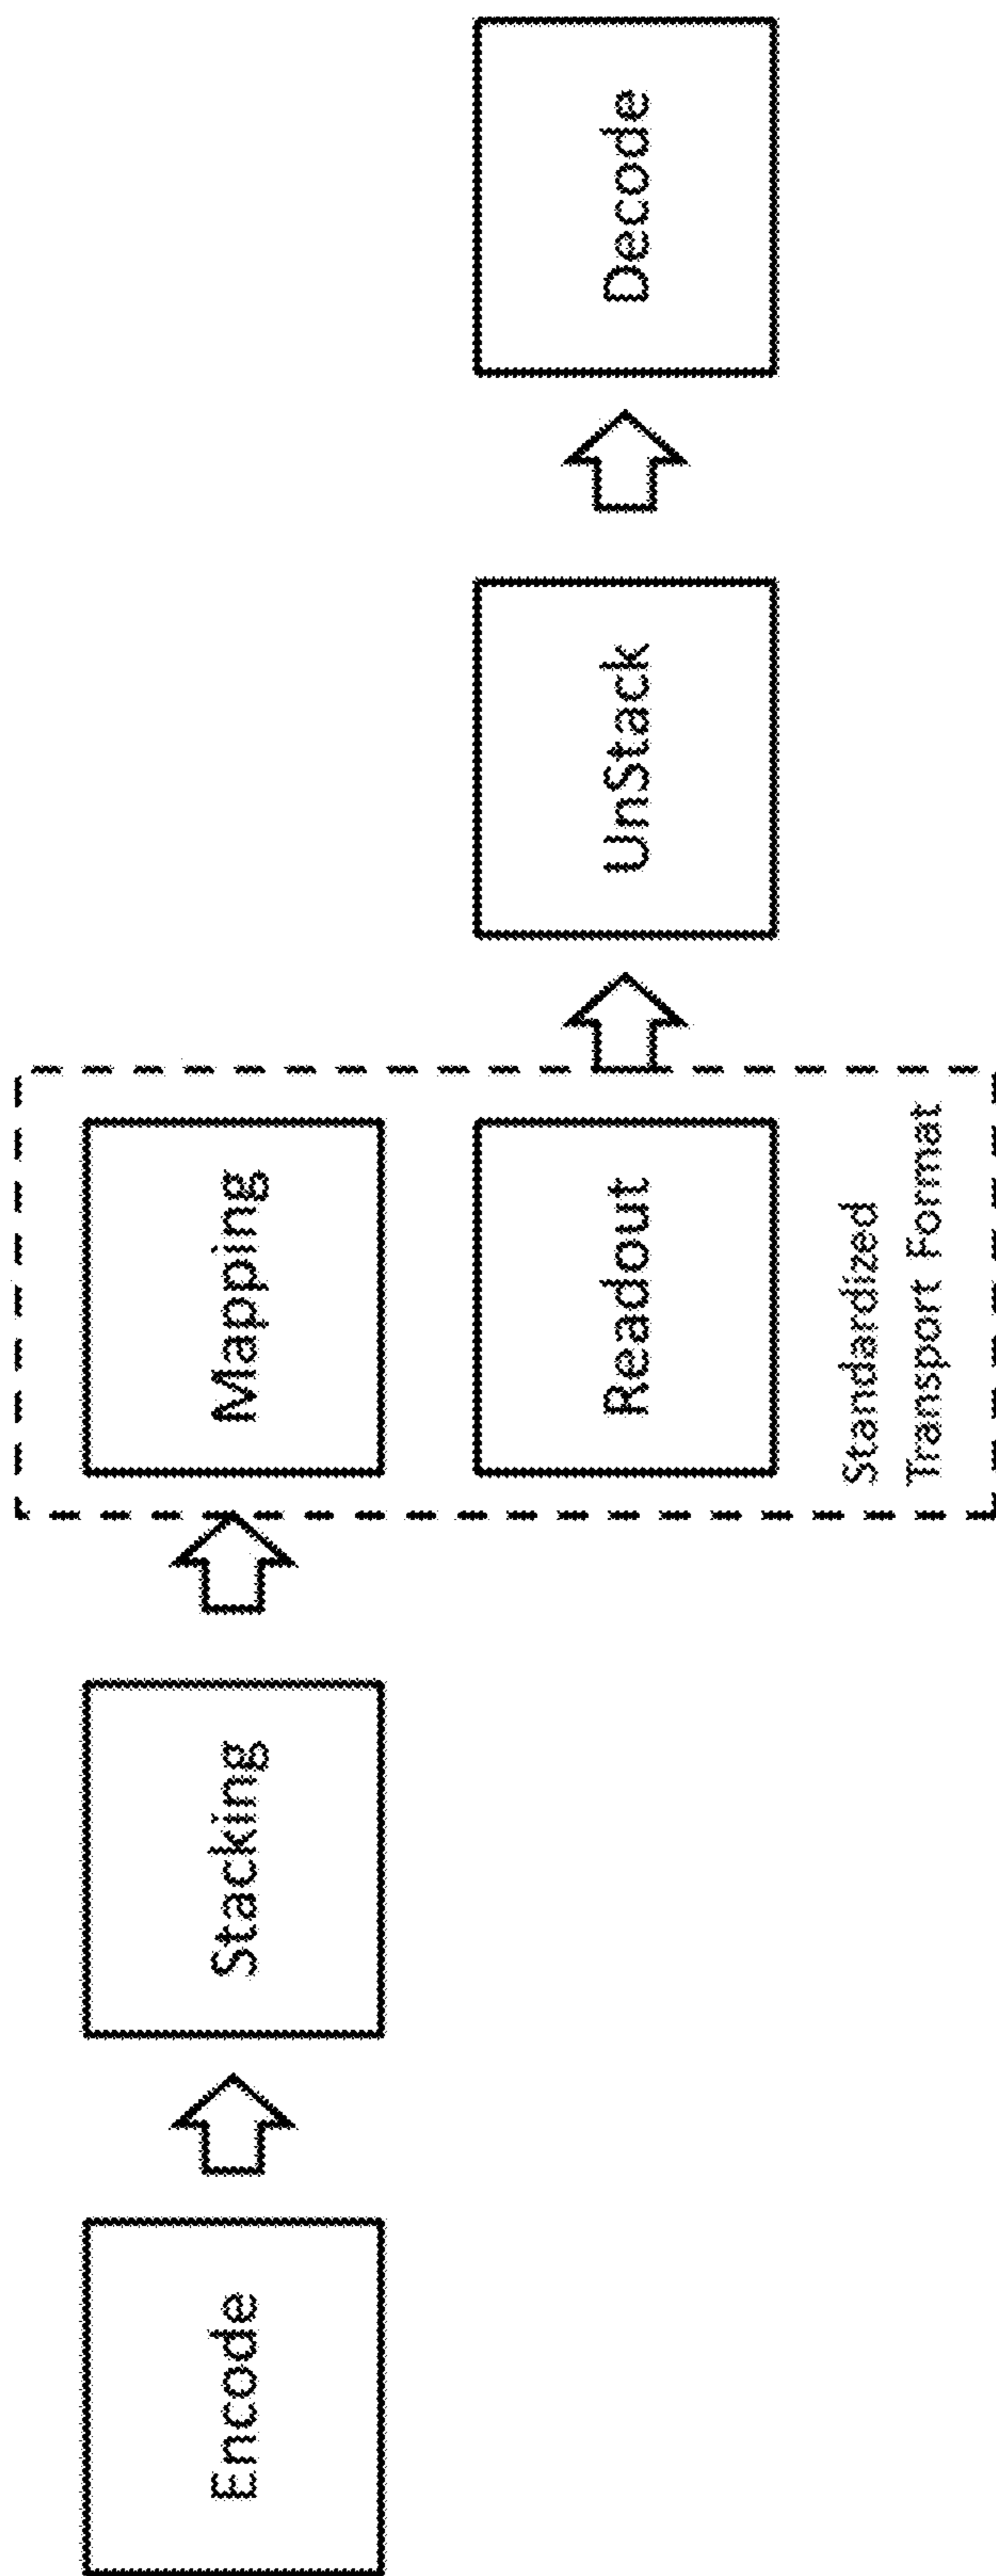 Encode
Stacking
Mapping
Readout
Standardized
Transport Format
UnStack
Decode